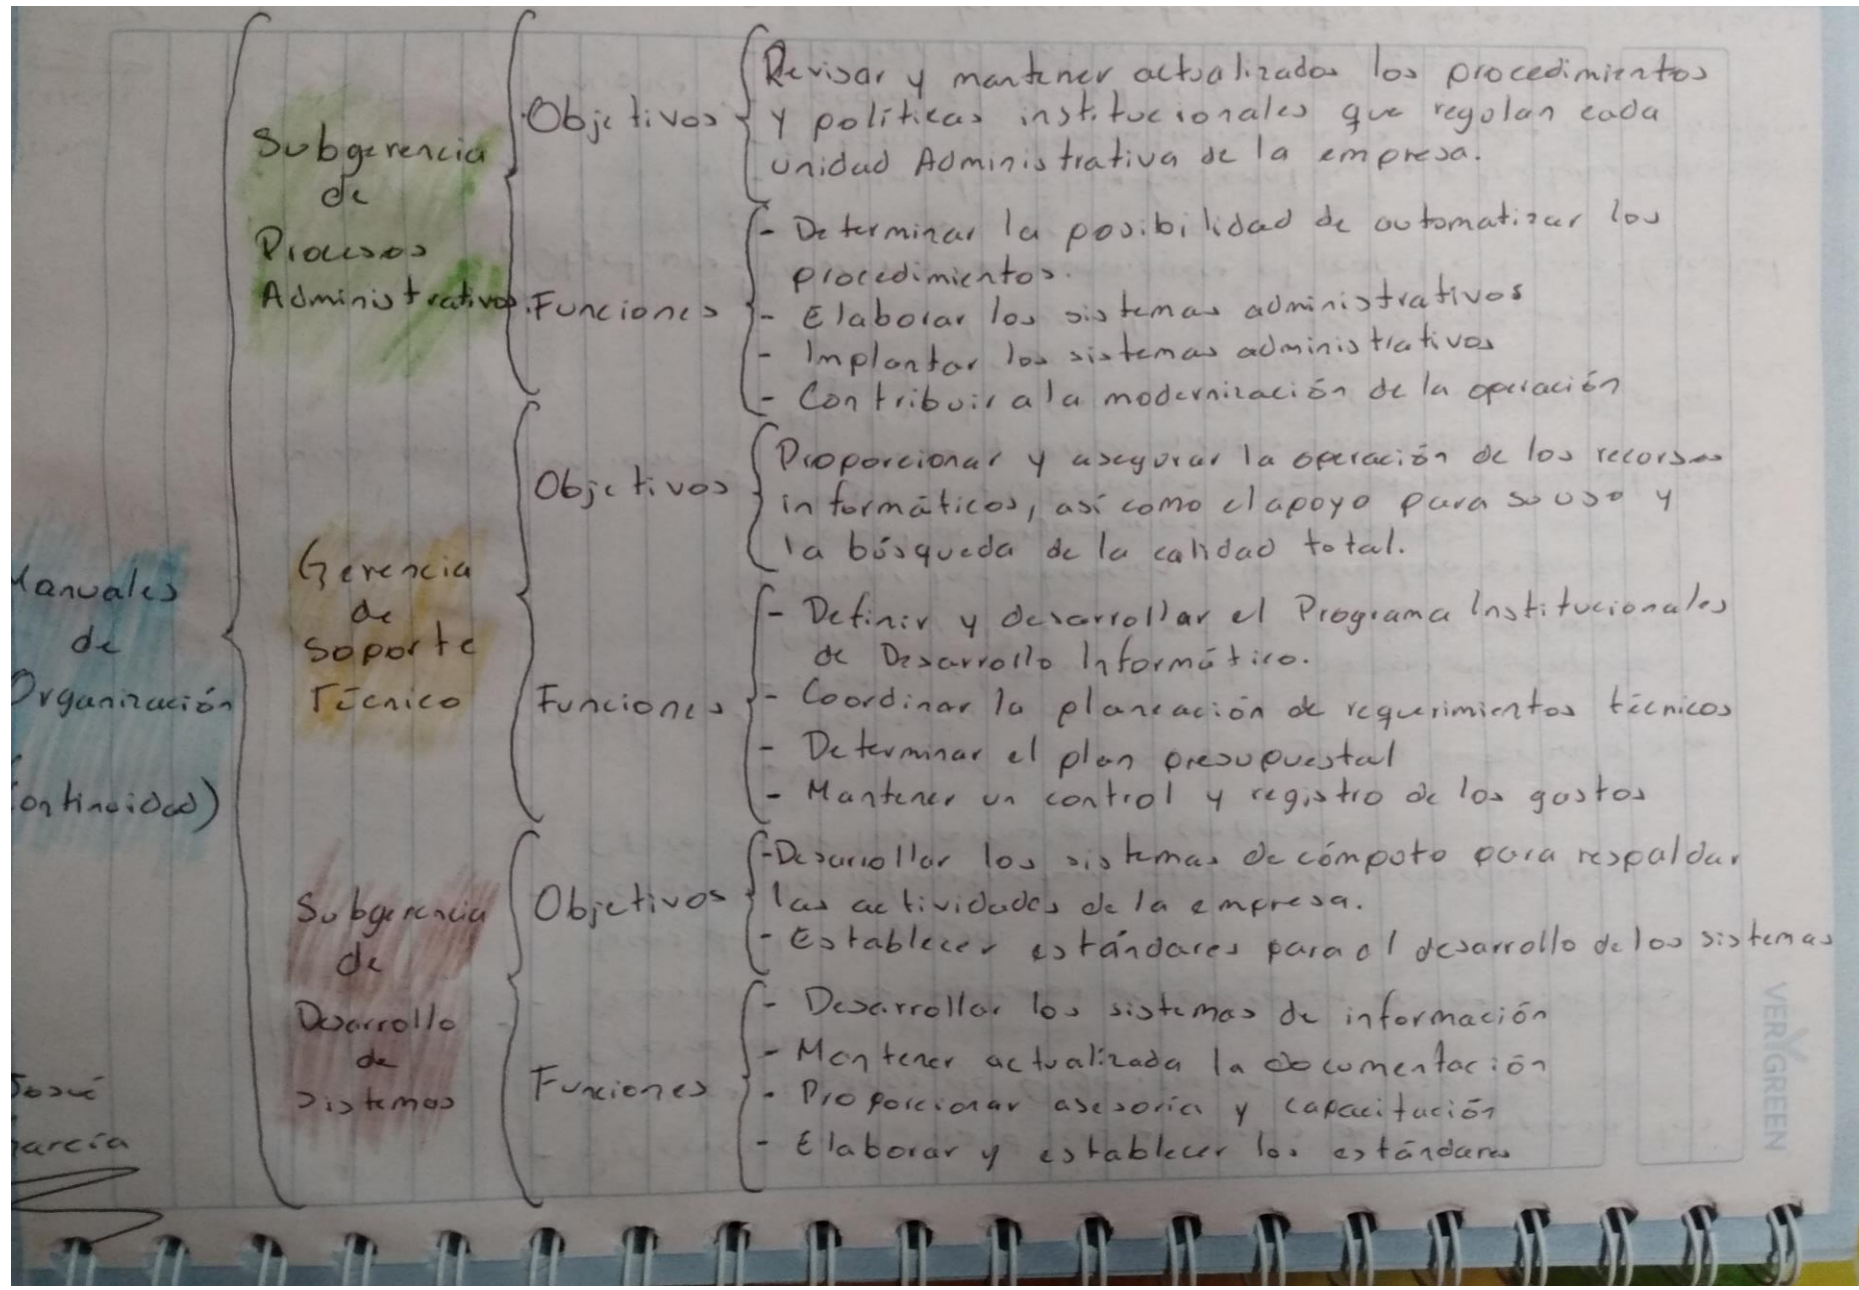 Manuales
de
Organización
(Continuidad)
Subgerencia
de
Procesos
Administrativos
Objetivos
Revisar y mantener actualizados los procedimientos
y políticas institucionales que regulan cada
unidad Administrativa de la empresa.
Funciones
- Determinar la posibilidad de automatizar los
procedimientos.
- Elaborar los sistemas administrativos
- Implantar los sistemas administrativos
- Contribuir a la modernización de la operación
Gerencia
de
Soporte
Técnico
Objetivos
Proporcionar y asegurar la operación de los recursos
informáticos, así como el apoyo para su uso y
la búsqueda de la calidad total.
Funciones
- Definir y desarrollar el Programa Institucionales
de Desarrollo Informático.
- Coordinar la planeación de requerimientos técnicos
- Determinar el plan presupuestal
- Mantener un control y registro de los gastos
Subgerencia
de
Desarrollo
de
Sistemas
Objetivos
- Desarrollar los sistemas de cómputo para respaldar
las actividades de la empresa.
- Establecer estándares para el desarrollo de los sistemas
Funciones
- Desarrollar los sistemas de información
- Mantener actualizada la documentación
- Proporcionar asesoría y capacitación
- Elaborar y establecer los estándares
Josué
García
VERYGREEN